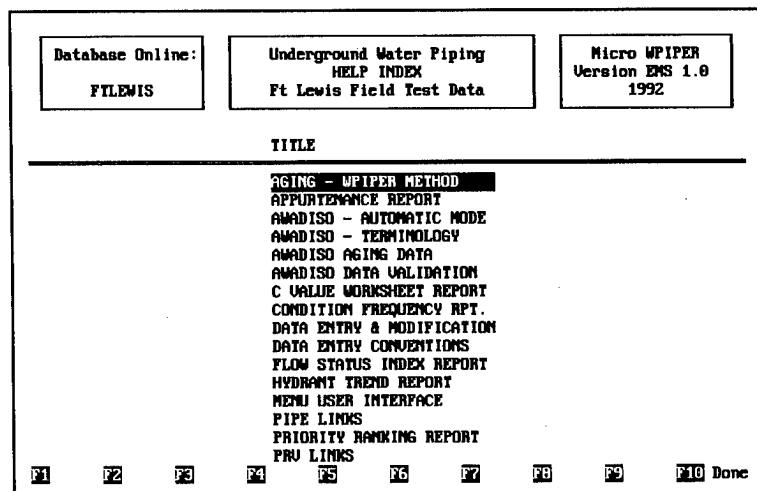 Database Online:
FTLEWIS
Underground Water Piping
HELP INDEX
Ft Lewis Field Test Data
Micro WPIPER
Version EMS 1.0
1992
TITLE
AGING - WPIPER METHOD
APPURTENANCE REPORT
AWADISO - AUTOMATIC MODE
AWADISO - TERMINOLOGY
AWADISO AGING DATA
AWADISO DATA VALIDATION
C VALUE WORKSHEET REPORT
CONDITION FREQUENCY RPT.
DATA ENTRY & MODIFICATION
DATA ENTRY CONVENTIONS
FLOW STATUS INDEX REPORT
HYDRANT TREND REPORT
MENU USER INTERFACE
PIPE LINKS
PRIORITY RANKING REPORT
PRV LINKS
F1 F2 F3 F4 F5 F6 F7 F8 F9 F10 Done